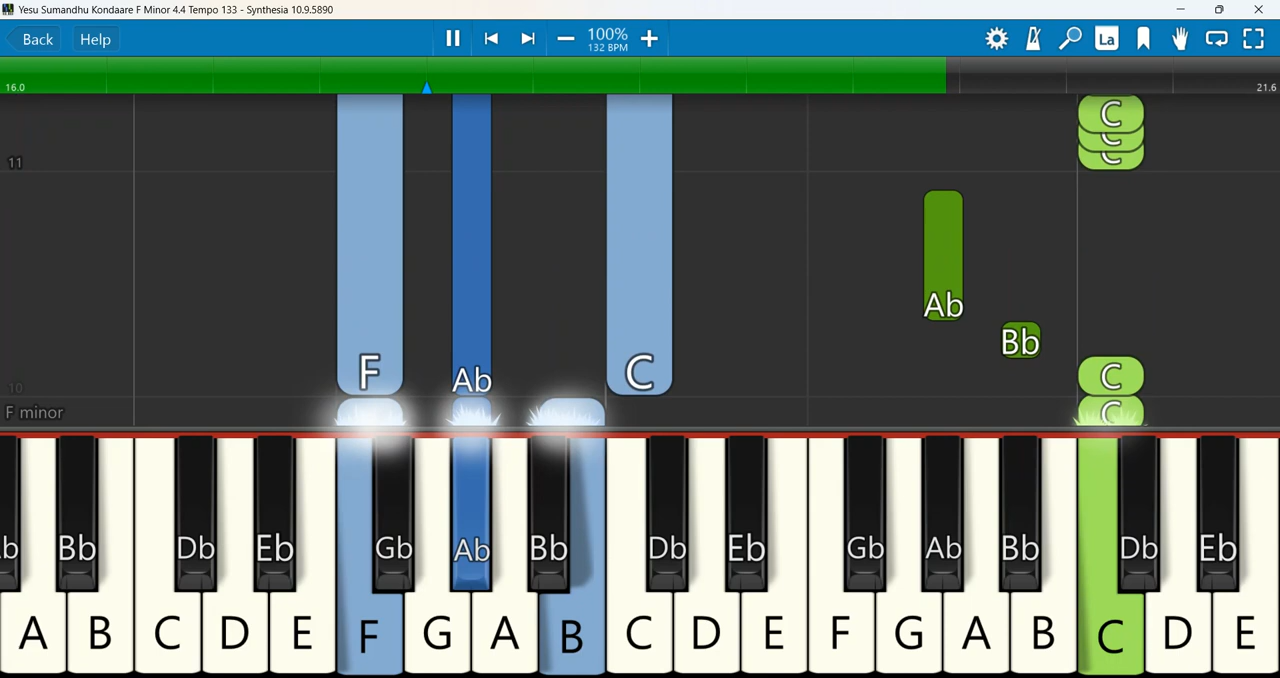 Yesu Sumandhu Kondaare F Minor 4.4 Tempo 133 - Synthesia 10.9.5890
Back Help 100% La
132 BPM
16.0 21.6
C
C
11 C
Ab
Bb
F Ab C C
10
F minor C
b Bb Db Eb Gb Ab Bb Db Eb Gb Ab Bb Db Eb
A B C D E F G A B C D E F G A B C D E